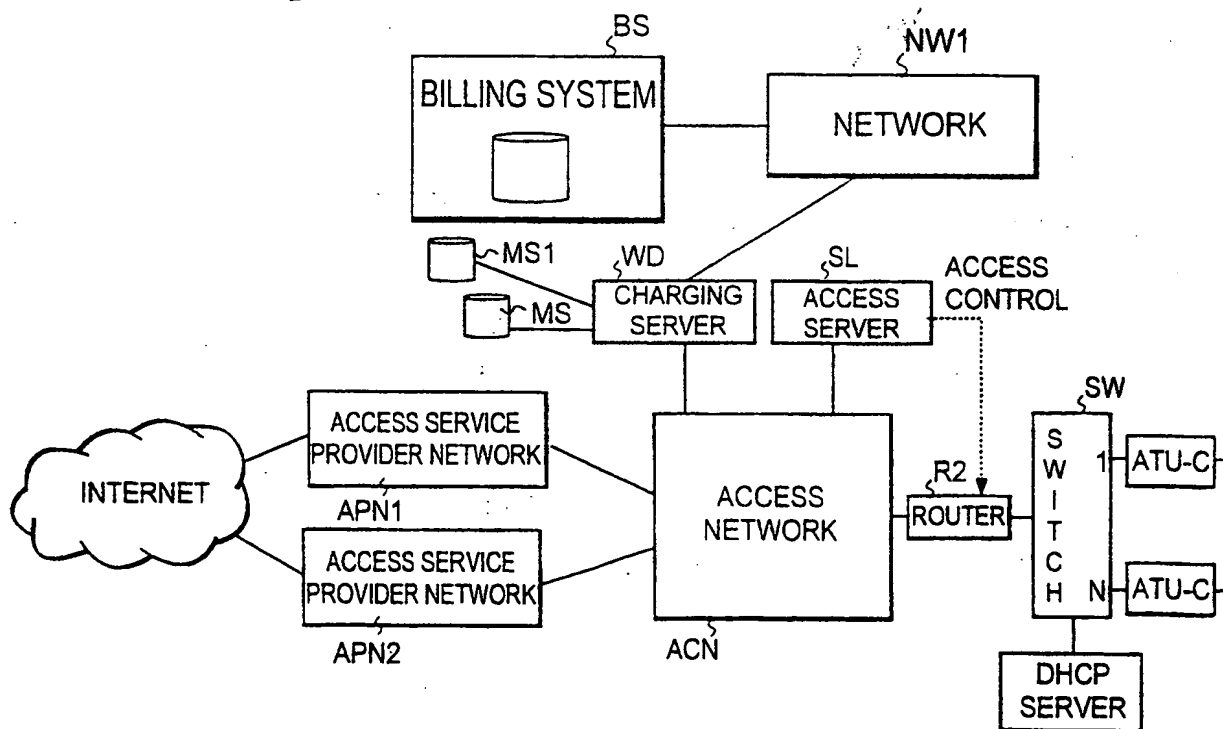 BS
NW1
BILLING SYSTEM
NETWORK
MS1
WD
SL
ACCESS
CONTROL
MS
CHARGING
SERVER
ACCESS
SERVER
SW
ACCESS SERVICE
PROVIDER NETWORK
APN1
INTERNET
ACCESS
NETWORK
R2
ROUTER
SWITCH
1
ATU-C
N
ATU-C
ACCESS SERVICE
PROVIDER NETWORK
APN2
ACN
DHCP
SERVER